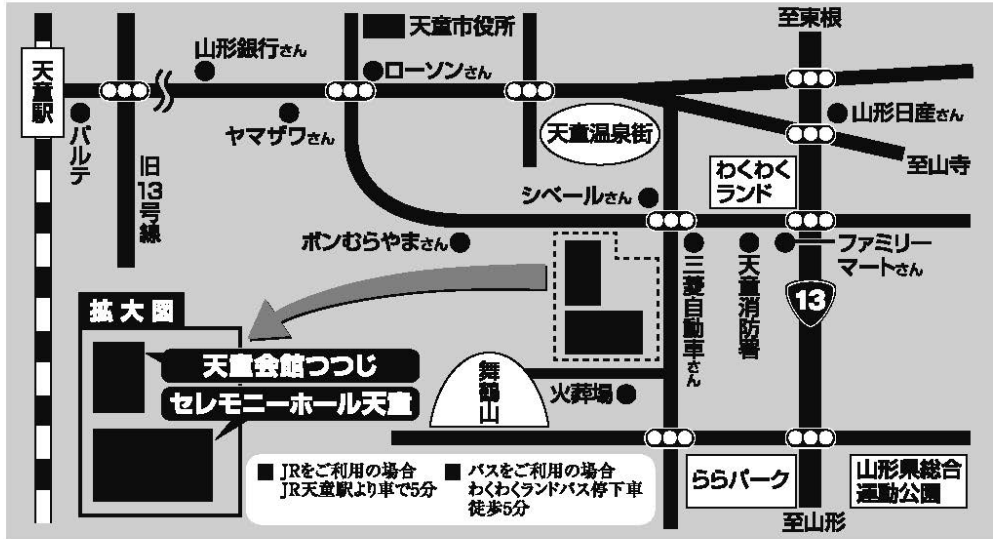 天童市役所
至東根
山形銀行さん
ローソンさん
天童駅
パルテ
ヤマザワさん
天童温泉街
山形日産さん
至山寺
旧13号線
わくわく
ランド
シベールさん
ボンむらやまさん
三菱自動車さん
天童消防署
ファミリー
マートさん
13
拡大図
天童会館つつじ
セレモニーホール天童
舞鶴山
火葬場
■ JRをご利用の場合
JR天童駅より車で5分
■ バスをご利用の場合
わくわくランドバス停下車
徒歩5分
ららパーク
山形県総合
運動公園
至山形